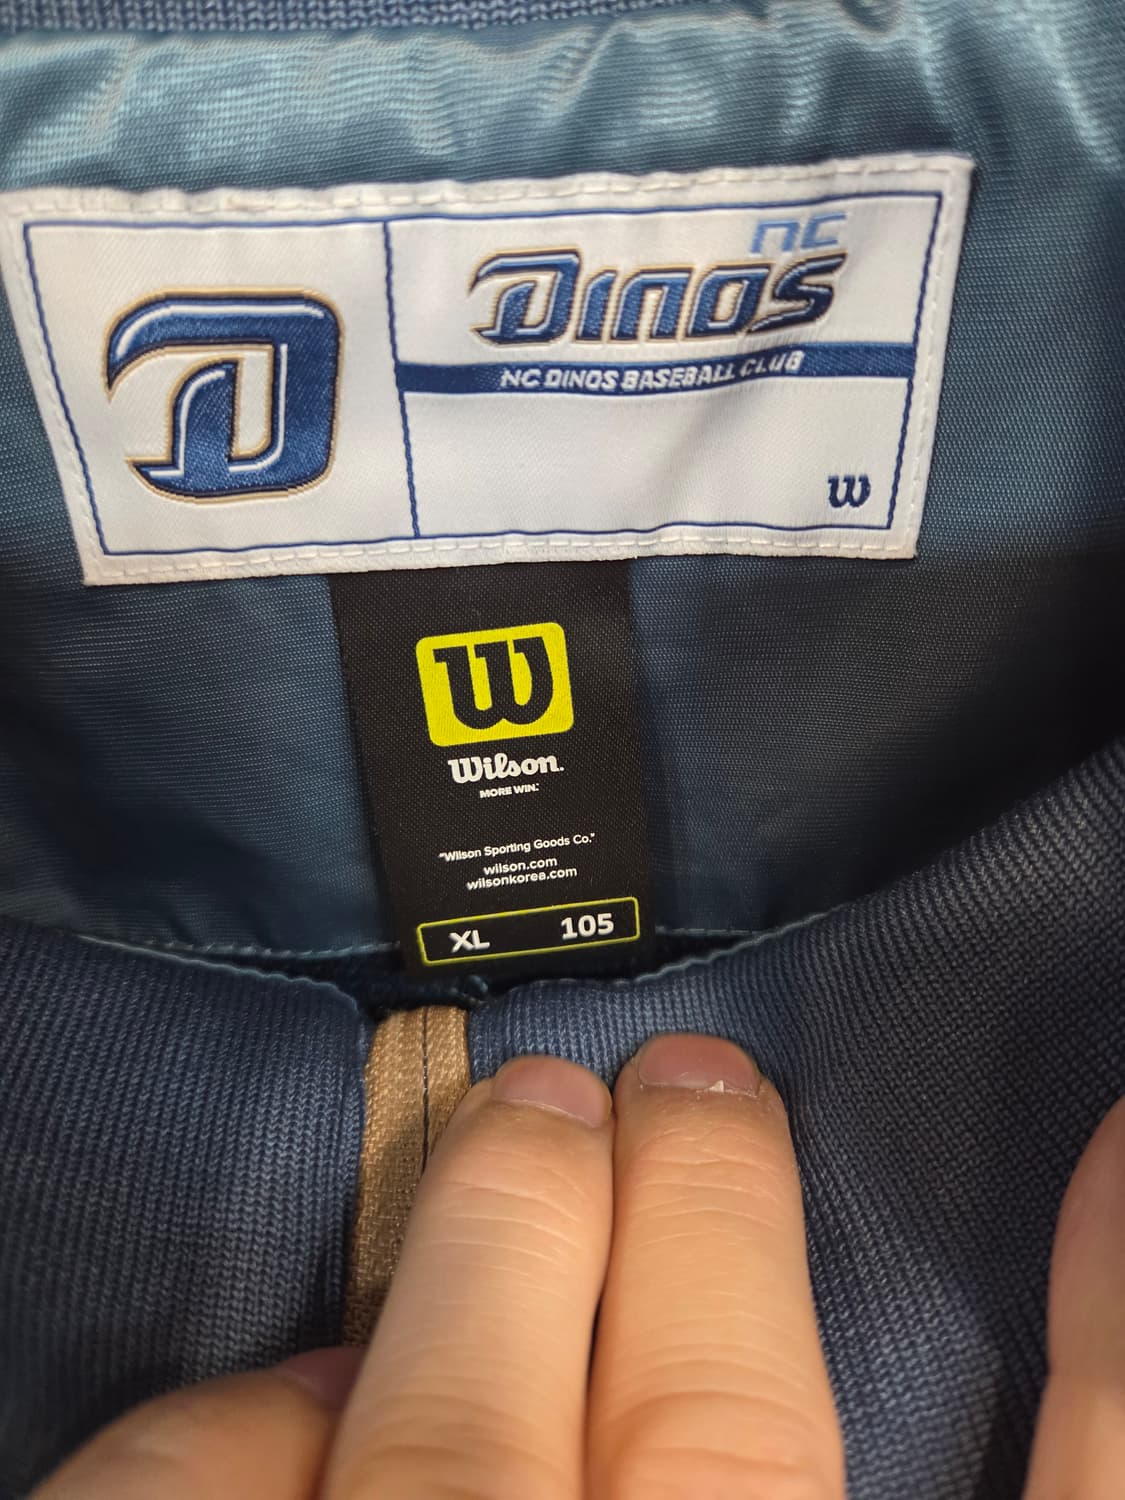 D
nc
Dinos
NC DINOS BASEBALL CLUB
W
W
Wilson.
MORE WIN.™
"Wilson Sporting Goods Co."
wilson.com
wilsonkorea.com
XL 105